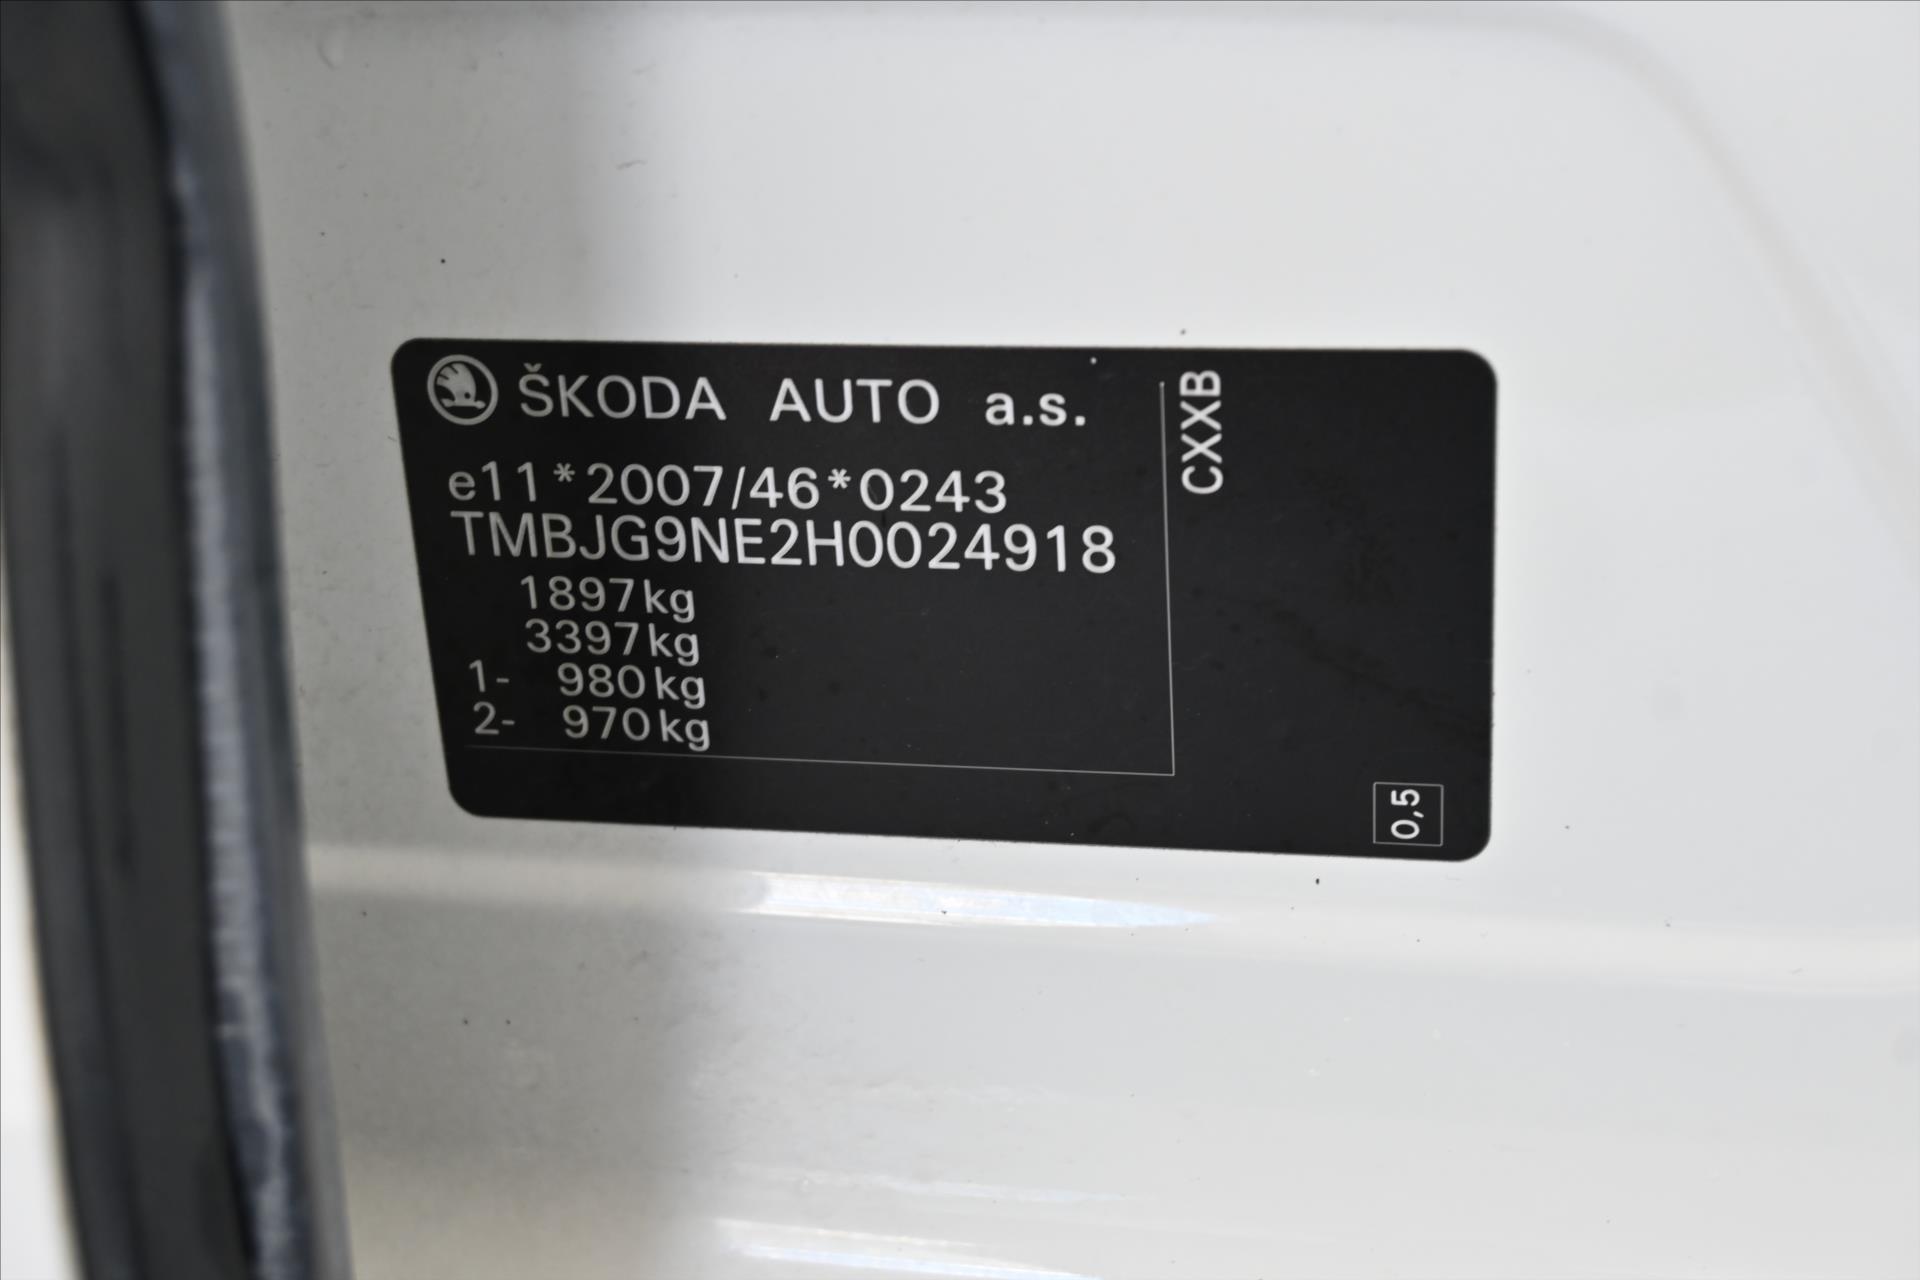 ŠKODA AUTO a.s.
e11*2007/46*0243
TMBJG9NE2H0024918
1897kg
3397kg
1- 980kg
2- 970kg
CXXB
0,5